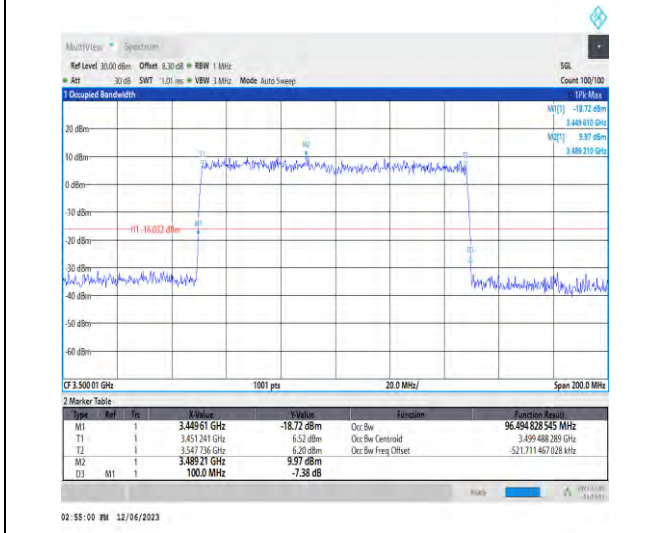 MultiView Spectrum
Ref Level 30.00 dBm Offset 8.30 dB RBW 1 MHz SGL
Att 30 dB SWT 1.01 ms VBW 3 MHz Mode Auto Sweep Count 100/100
1 Occupied Bandwidth 1Pk Max
M1[1] -18.72 dBm
3.449 610 GHz
M2[1] 9.97 dBm
3.489 210 GHz
20 dBm
10 dBm
0 dBm
-10 dBm
H1 -16.032 dBm
-20 dBm
-30 dBm
-40 dBm
-50 dBm
-60 dBm
T1
M2
T2
M1
D3
CF 3.500 01 GHz 1001 pts 20.0 MHz/ Span 200.0 MHz
2 Marker Table
Type Ref Trc X-Value Y-Value Function Function Result
M1 1 3.449 61 GHz -18.72 dBm Occ Bw 96.494 828 545 MHz
T1 1 3.451 241 GHz 6.52 dBm Occ Bw Centroid 3.499 488 289 GHz
T2 1 3.547 736 GHz 6.20 dBm Occ Bw Freq Offset -521.711 467 028 kHz
M2 1 3.489 21 GHz 9.97 dBm
D3 M1 1 100.0 MHz -7.38 dB
Ready
02:55:00 PM 12/06/2023